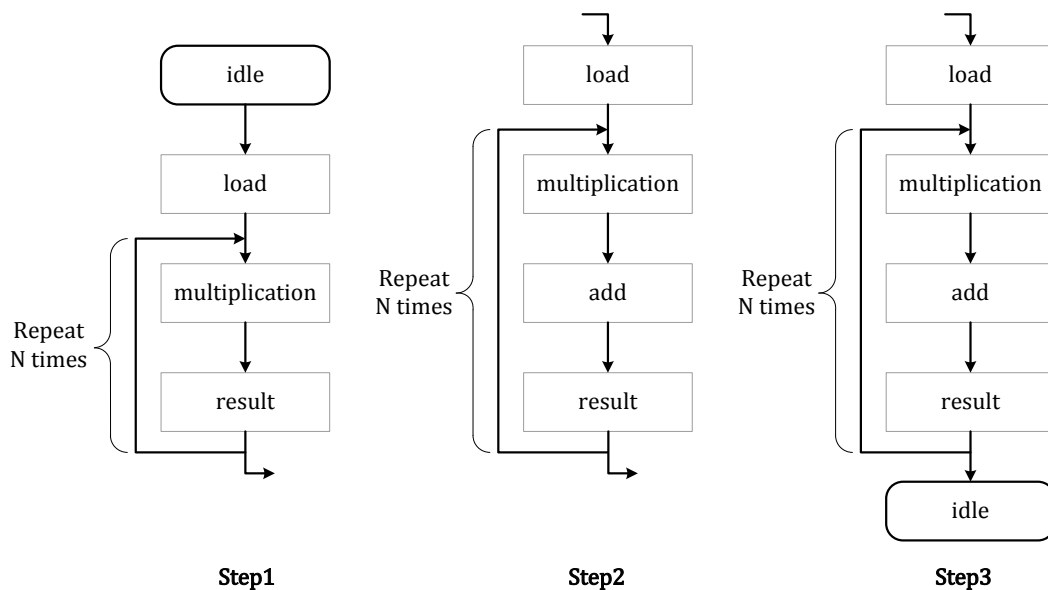 idle
load
multiplication
result
Repeat
N times
Step1
load
multiplication
add
result
Repeat
N times
Step2
load
multiplication
add
result
Repeat
N times
idle
Step3